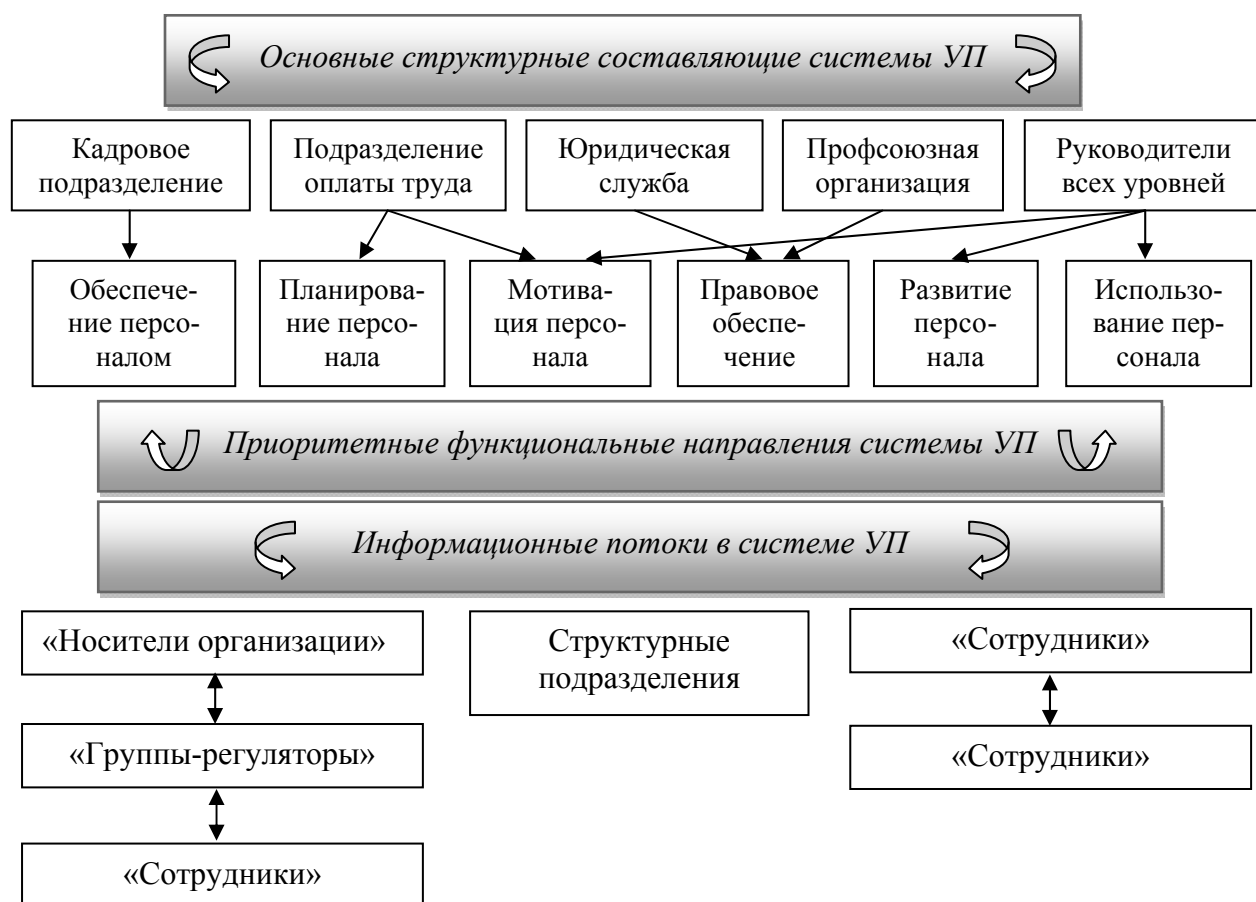 Основные структурные составляющие системы УП
Кадровое
подразделение
Подразделение
оплаты труда
Юридическая
служба
Профсоюзная
организация
Руководители
всех уровней
Обеспече-
ние персо-
налом
Планирова-
ние персо-
нала
Мотива-
ция персо-
нала
Правовое
обеспе-
чение
Развитие
персо-
нала
Использо-
вание пер-
сонала
Приоритетные функциональные направления системы УП
Информационные потоки в системе УП
«Носители организации»
«Группы-регуляторы»
«Сотрудники»
Структурные
подразделения
«Сотрудники»
«Сотрудники»